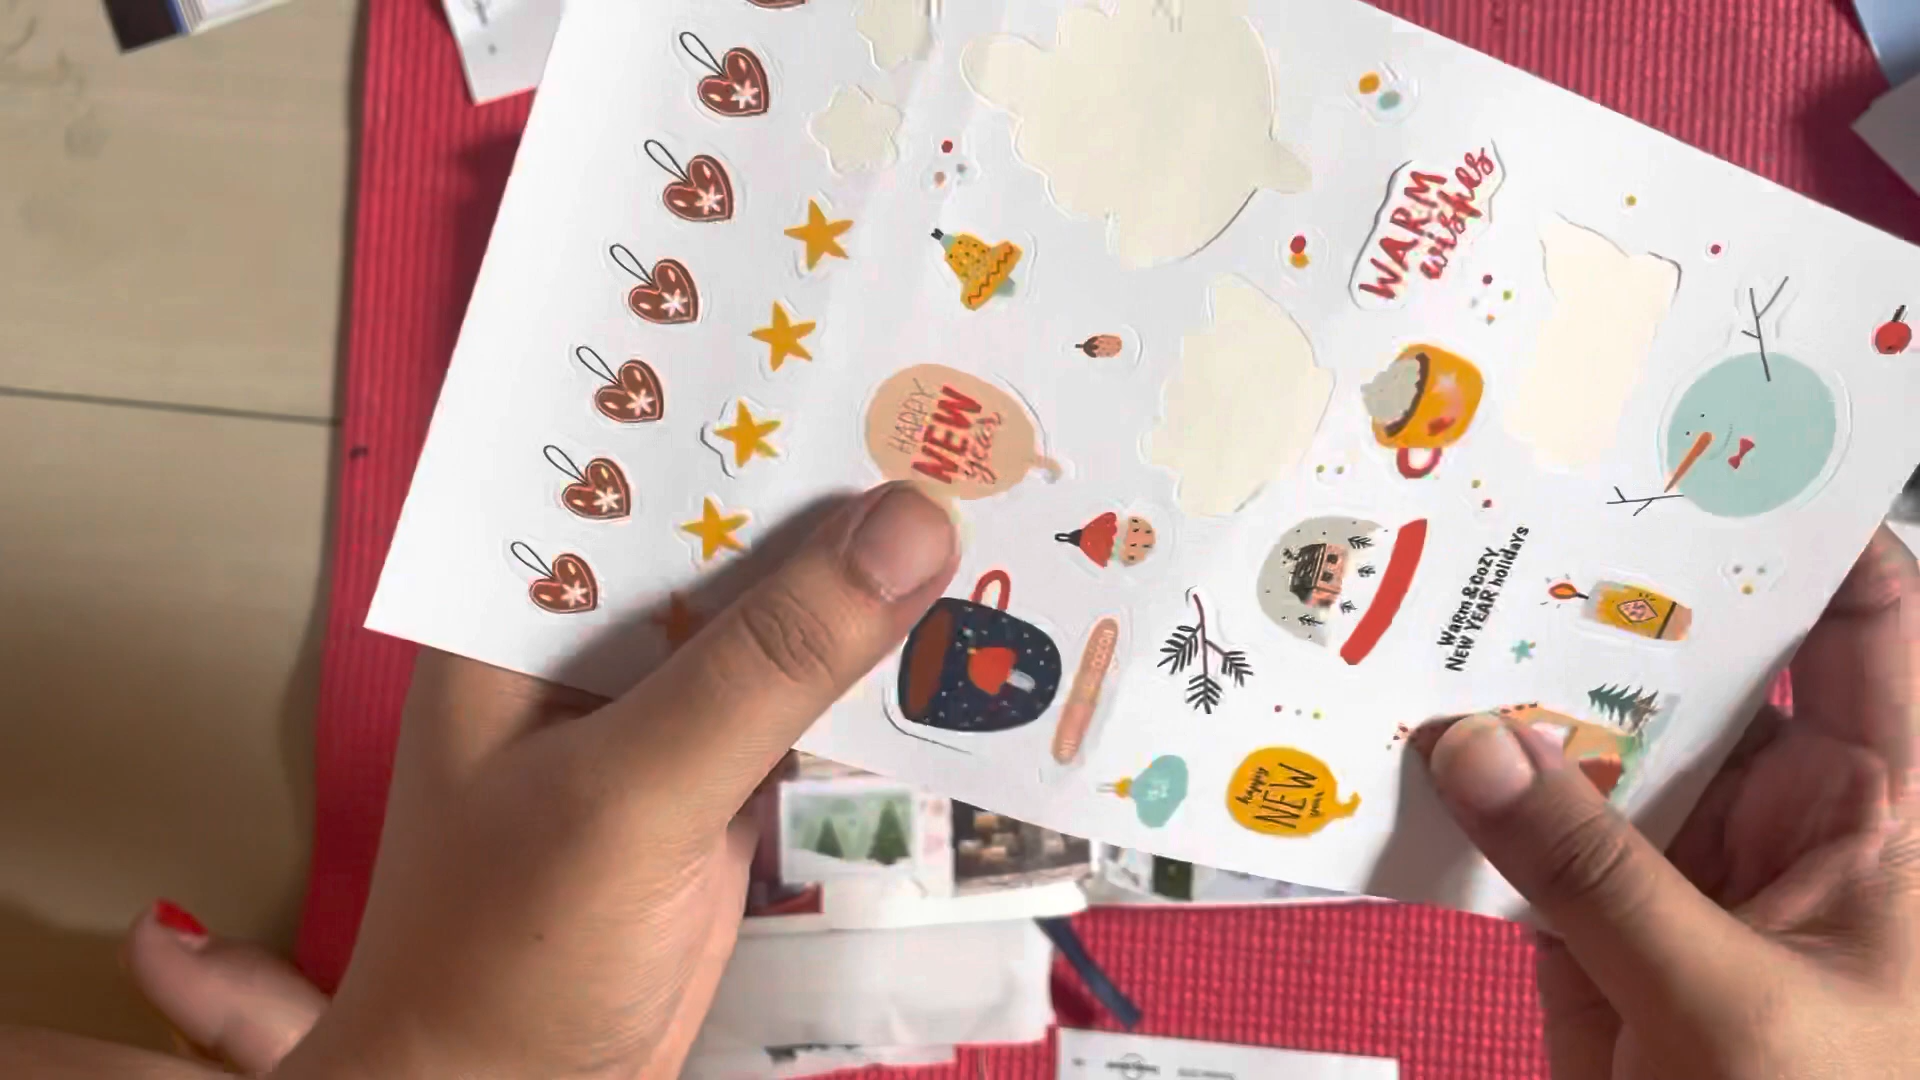 WARM
wishes
HAPPY
NEW
year
Warm & COZY
NEW YEAR holidays
happy
NEW
year